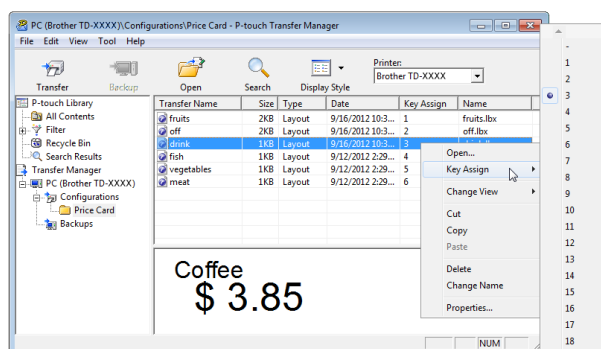 PC (Brother TD-XXXX)\Configurations\Price Card - P-touch Transfer Manager
File Edit View Tool Help
Transfer Backup Open Search Display Style
Printer:
Brother TD-XXXX
P-touch Library
All Contents
Filter
Recycle Bin
Search Results
Transfer Manager
PC (Brother TD-XXXX)
Configurations
Price Card
Backups
Transfer Name Size Type Date Key Assign Name
fruits 2KB Layout 9/16/2012 10:3... 1 fruits.lbx
off 2KB Layout 9/16/2012 10:3... 2 off.lbx
drink 1KB Layout 9/16/2012 10:3... 3
fish 1KB Layout 9/12/2012 2:29... 4
vegetables 1KB Layout 9/12/2012 2:29... 5
meat 1KB Layout 9/12/2012 2:29... 6
Open...
Key Assign
Change View
Cut
Copy
Paste
Delete
Change Name
Properties...
-
1
2
3
4
5
6
7
8
9
10
11
12
13
14
15
16
17
18
Coffee
$ 3.85
NUM